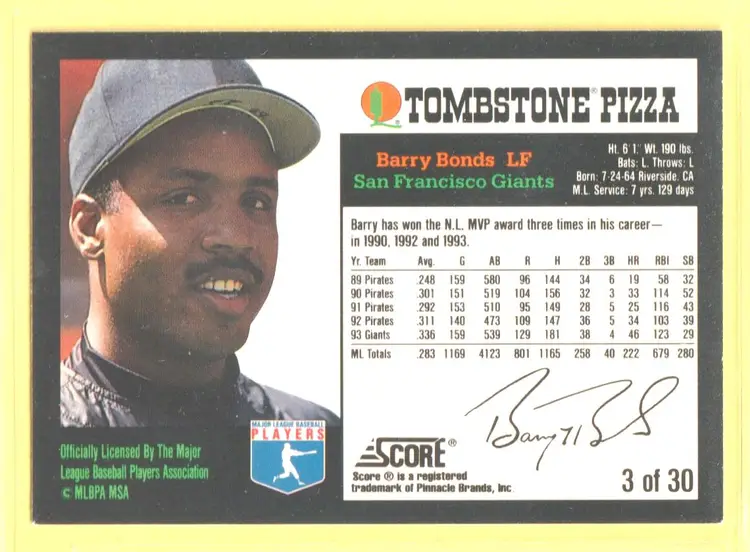 TOMBSTONE® PIZZA
Barry Bonds LF
San Francisco Giants
Ht. 6' 1" Wt. 190 lbs.
Bats: L Throws: L
Born: 7-24-64 Riverside, CA
M.L. Service: 7 yrs. 129 days
Barry has won the N.L. MVP award three times in his career—
in 1990, 1992 and 1993.
Yr. Team Avg. G AB R H 2B 3B HR RBI SB
89 Pirates .248 159 580 96 144 34 6 19 58 32
90 Pirates .301 151 519 104 156 32 3 33 114 52
91 Pirates .292 153 510 95 149 28 5 25 116 43
92 Pirates .311 140 473 109 147 36 5 34 103 39
93 Giants .336 159 539 129 181 38 4 46 123 29
ML Totals .283 1169 4123 801 1165 258 40 222 679 280
Barry Bonds
MAJOR LEAGUE BASEBALL
PLAYERS
Officially Licensed By The Major
League Baseball Players Association
© MLBPA MSA
SCORE®
Score ® is a registered
trademark of Pinnacle Brands, Inc.
3 of 30